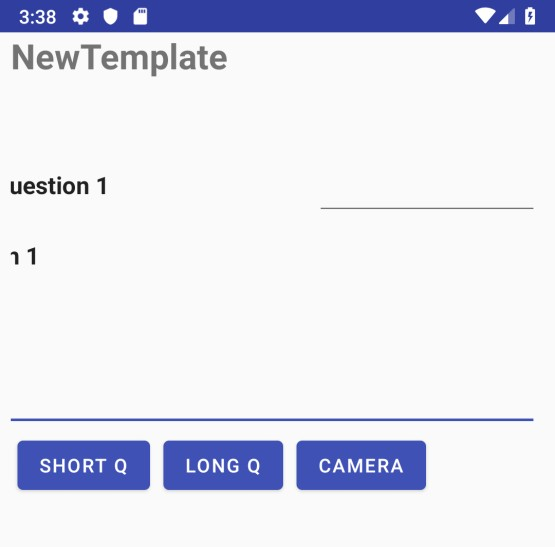 3:38
NewTemplate
uestion 1
1
SHORT Q LONG Q CAMERA